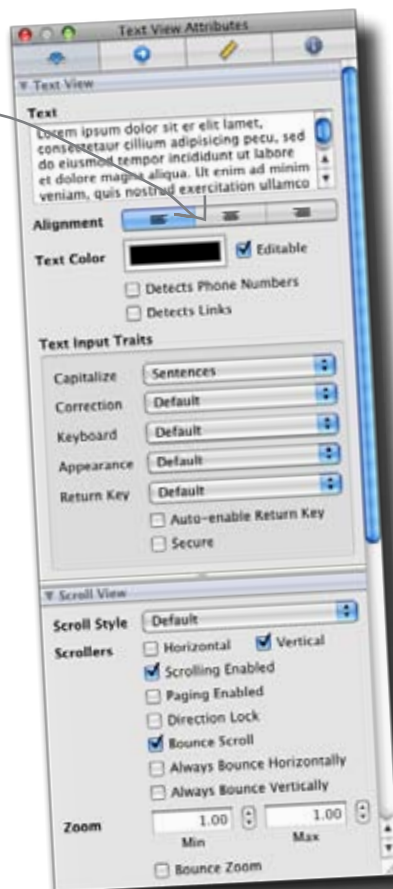 Text View Attributes
Text View
Text
Lorem ipsum dolor sit er elit lamet,
consectetaur cillium adipisicing pecu, sed
do eiusmod tempor incididunt ut labore
et dolore magna aliqua. Ut enim ad minim
veniam, quis nostrud exercitation ullamco
Alignment
Text Color
Editable
Detects Phone Numbers
Detects Links
Text Input Traits
Capitalize Sentences
Correction Default
Keyboard Default
Appearance Default
Return Key Default
Auto-enable Return Key
Secure
Scroll View
Scroll Style Default
Scrollers Horizontal Vertical
Scrolling Enabled
Paging Enabled
Direction Lock
Bounce Scroll
Always Bounce Horizontally
Always Bounce Vertically
Zoom 1.00 1.00
Min Max
Bounce Zoom